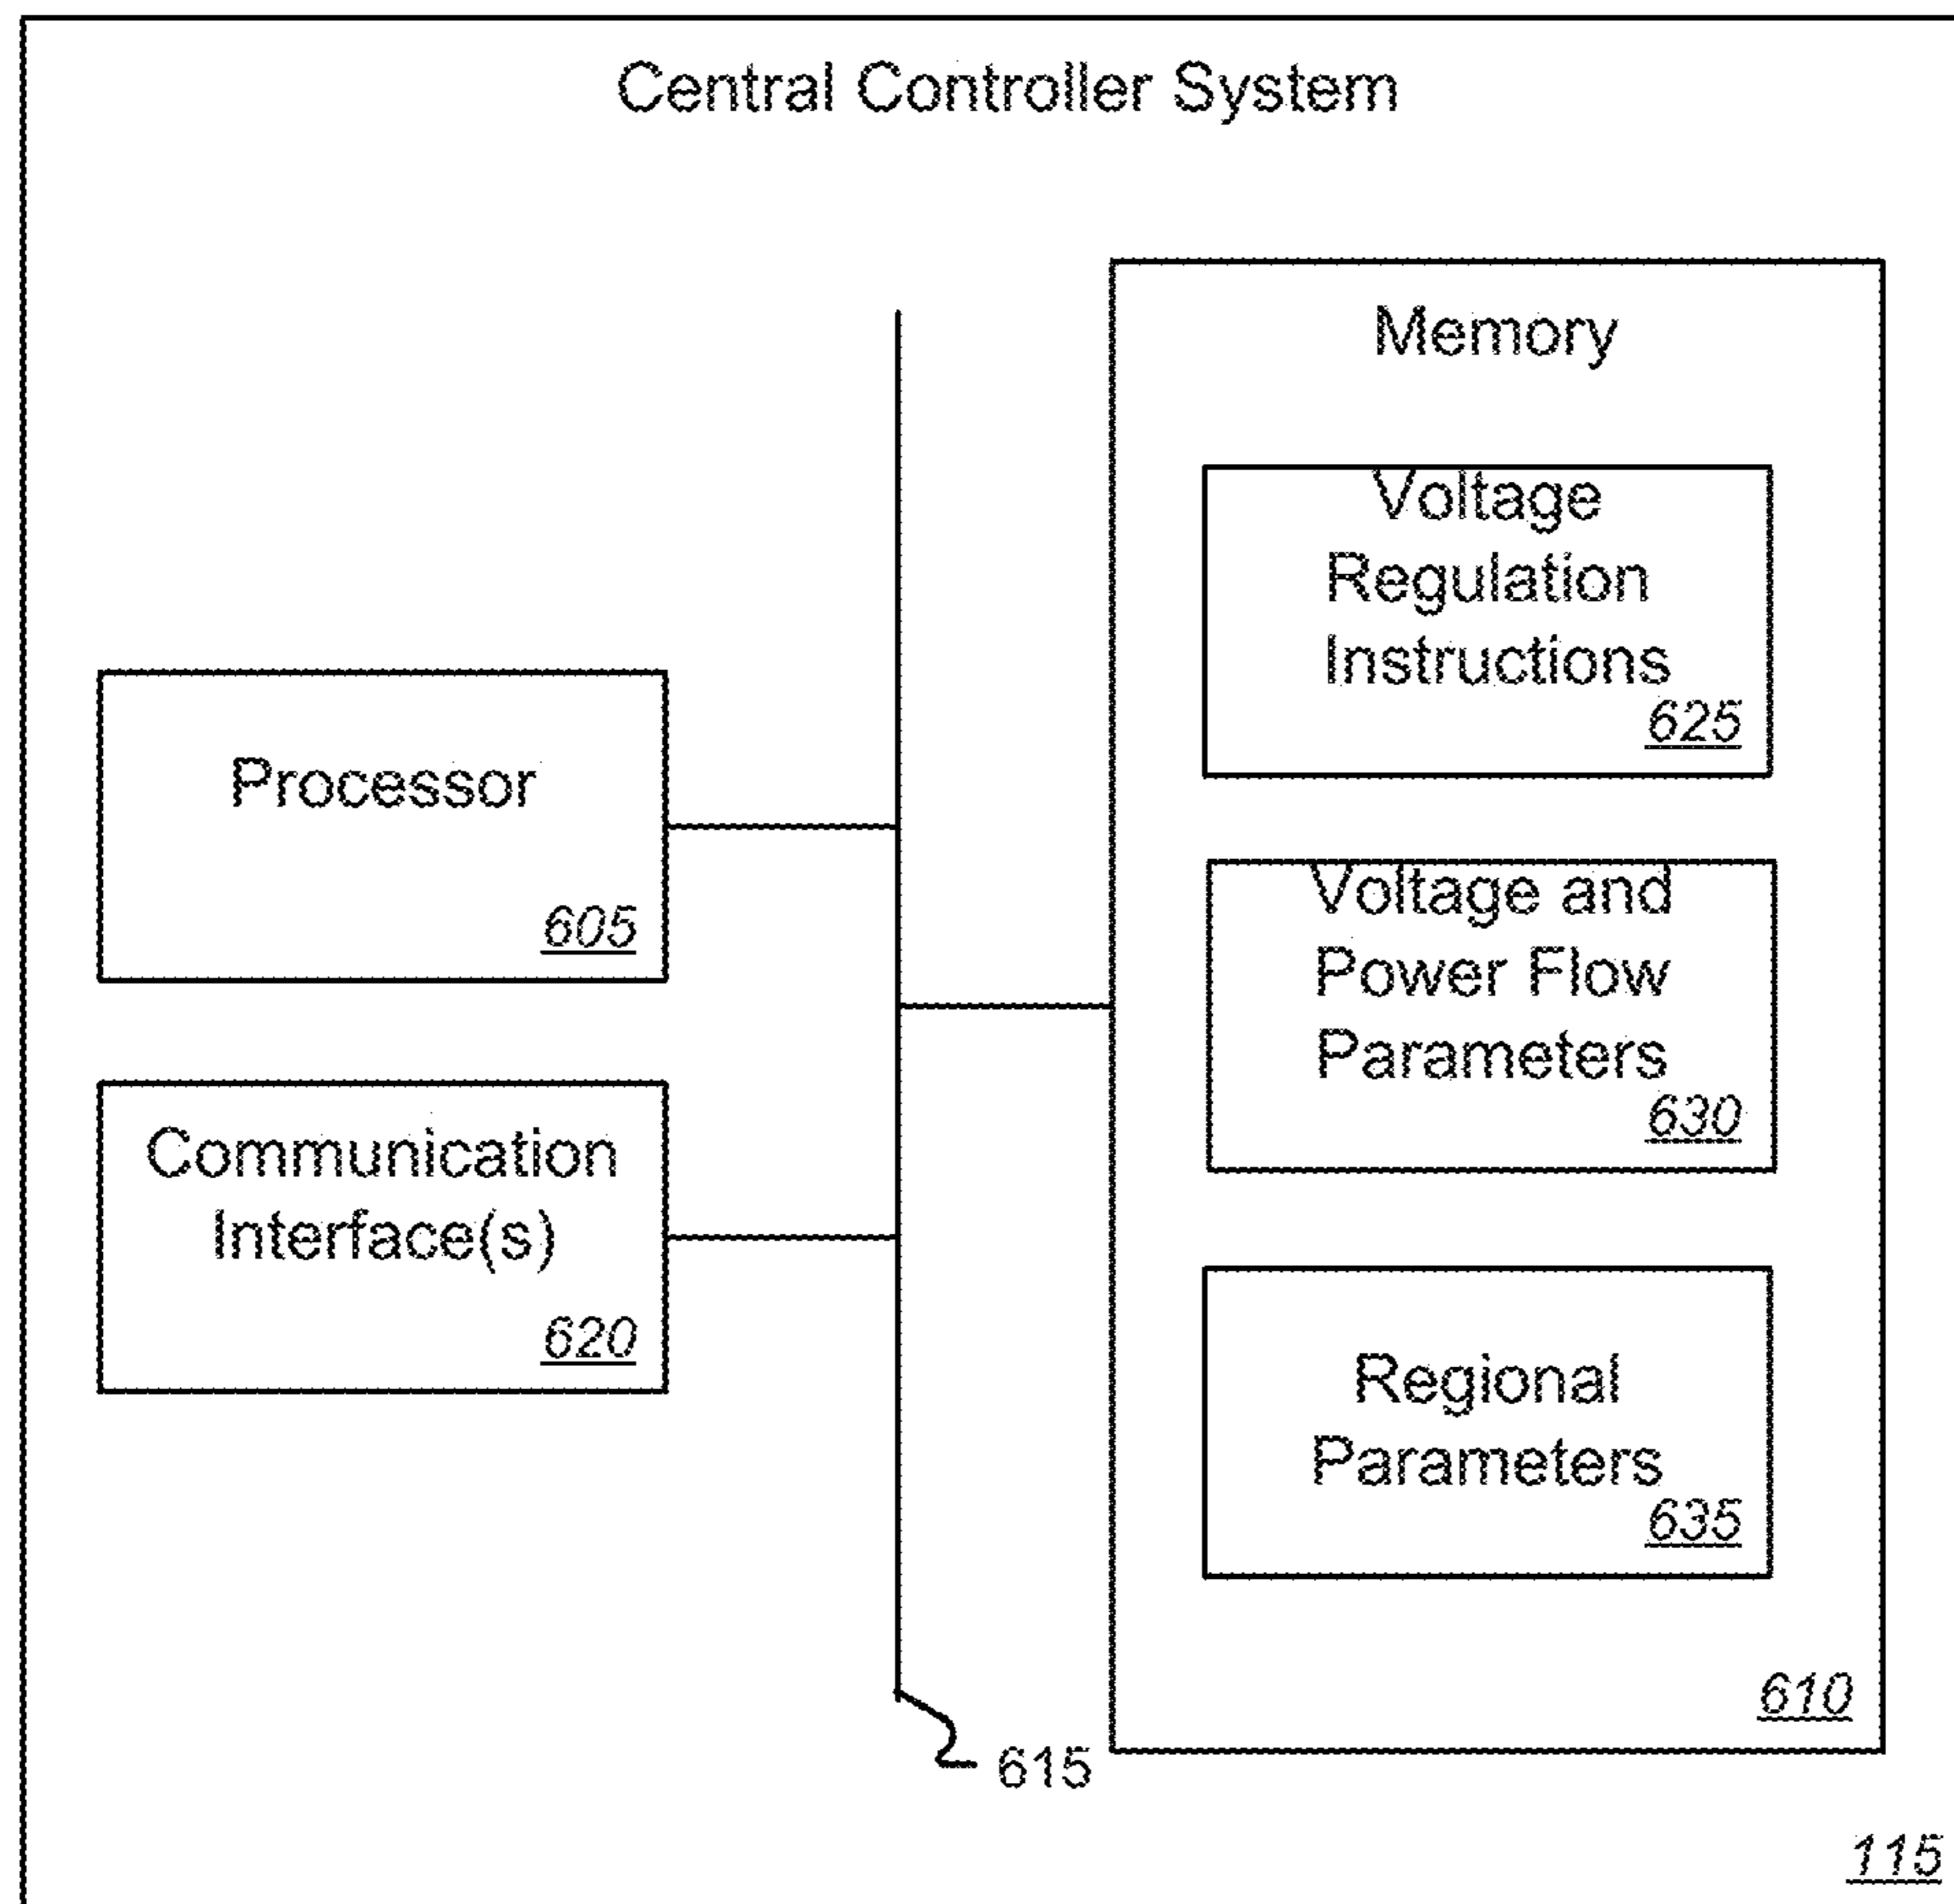 Central Controller System
Processor
605
Communication
Interface(s)
620
615
Memory
Voltage
Regulation
Instructions
625
Voltage and
Power Flow
Parameters
630
Regional
Parameters
635
610
115